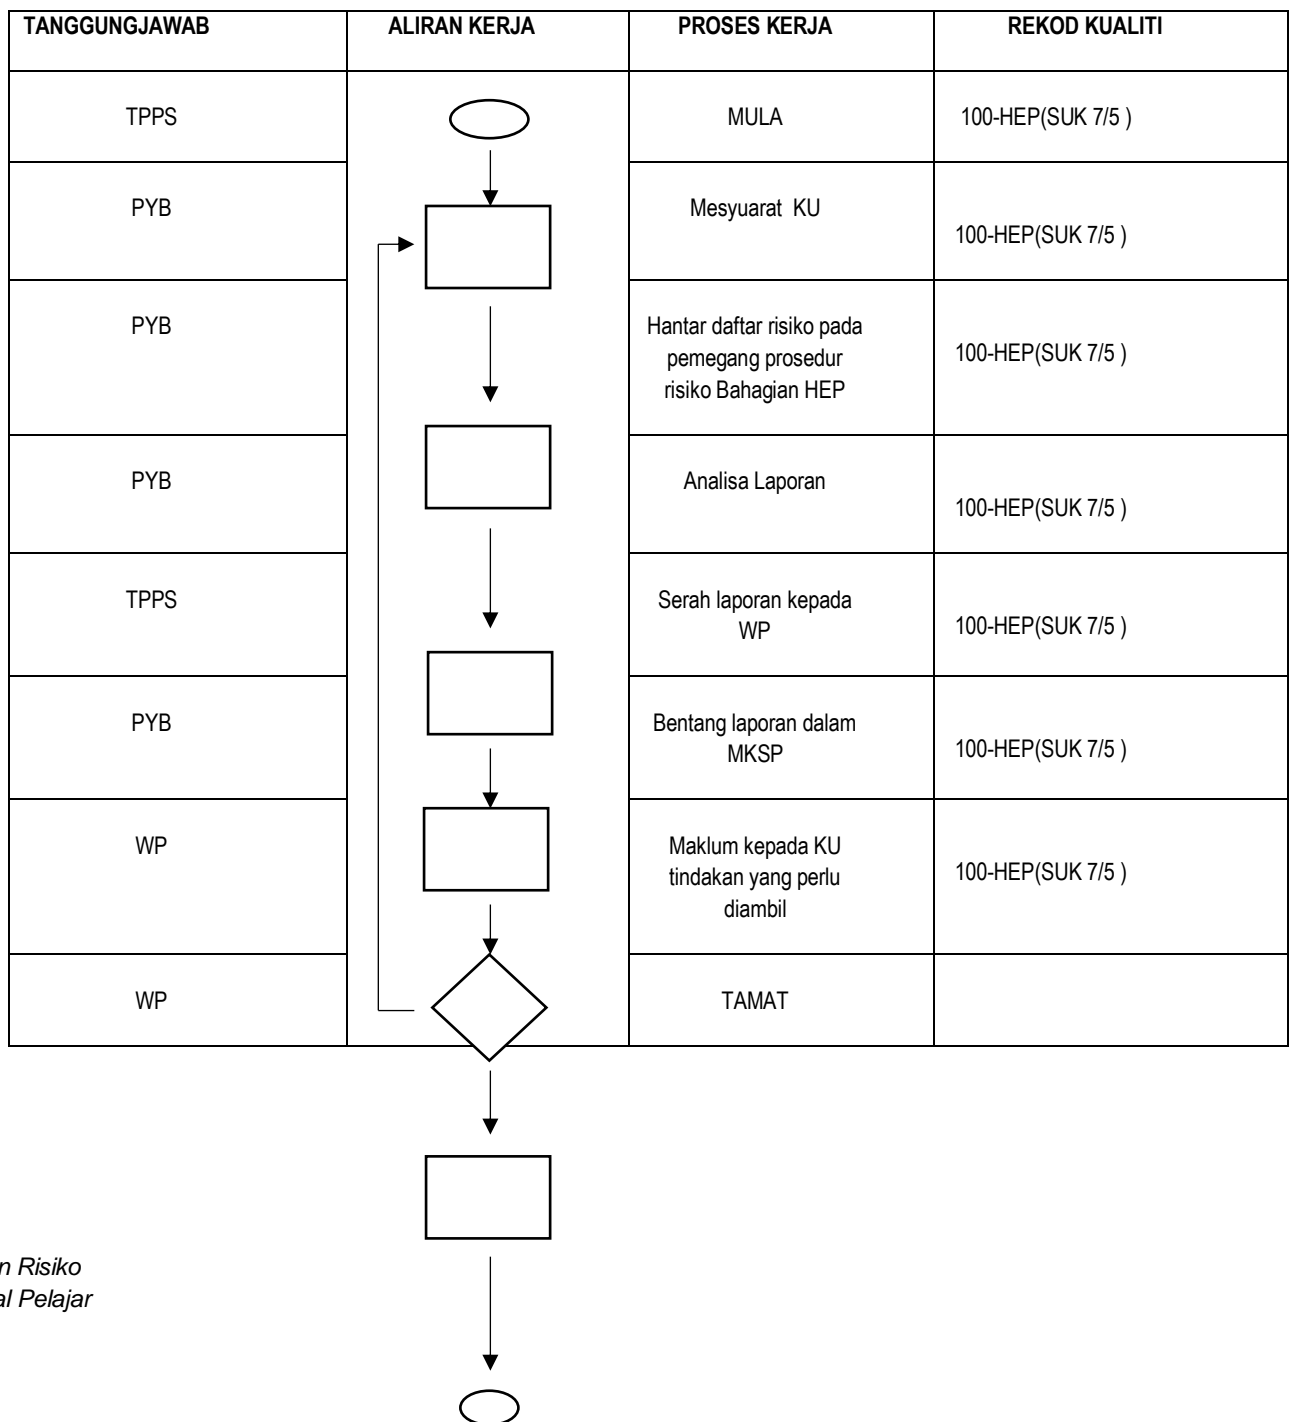 TANGGUNGJAWAB ALIRAN KERJA PROSES KERJA REKOD KUALITI
TPPS MULA 100-HEP(SUK 7/5 )
PYB Mesyuarat KU
100-HEP(SUK 7/5 )
PYB Hantar daftar risiko pada
pemegang prosedur
risiko Bahagian HEP
100-HEP(SUK 7/5 )
PYB Analisa Laporan
100-HEP(SUK 7/5 )
TPPS Serah laporan kepada
WP
100-HEP(SUK 7/5 )
PYB Bentang laporan dalam
MKSP
100-HEP(SUK 7/5 )
WP Maklum kepada KU
tindakan yang perlu
diambil
100-HEP(SUK 7/5 )
WP TAMAT
n Risiko
al Pelajar